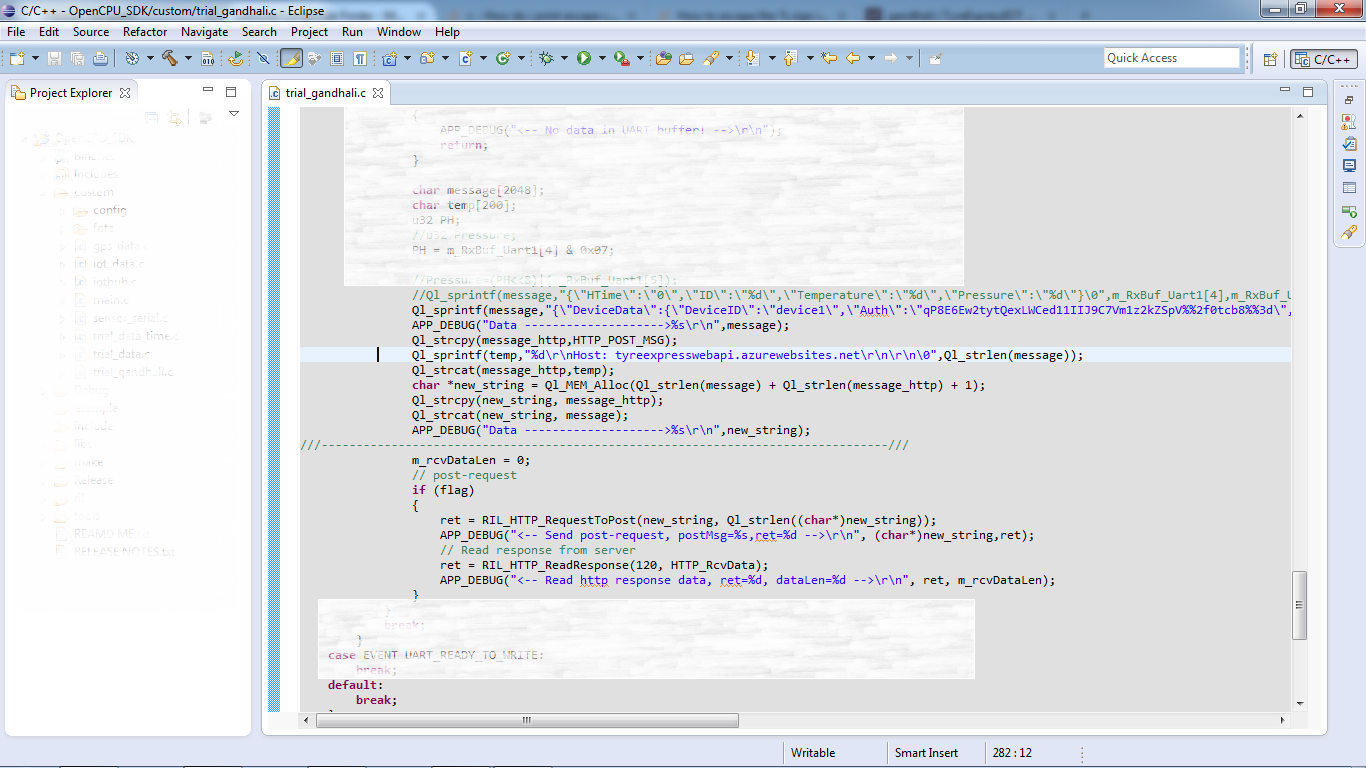 C/C++ - OpenCPU_SDK/custom/trial_gandhali.c - Eclipse
File Edit Source Refactor Navigate Search Project Run Window Help
Quick Access
C/C++
Project Explorer
trial_gandhali.c
OpenCPU_SDK
Includes
custom
config
fota
gps_data.c
iot_data.c
iothub.c
main.c
sensor_serial.c
trial_data_time.c
trial_data.c
trial_gandhali.c
Debug
example
include
libs
make
Release
ril
tools
RELEASE NOTES.txt
{
APP_DEBUG("<-- No data in UART buffer! -->\r\n");
return;
}
char message[2048];
char temp[200];
u32 PH;
//u32 Pressure;
PH = m_RxBuf_Uart1[4] & 0x07;
//Ql_sprintf(message,"{\"HTime\":\"0\",\"ID\":\"%d\",\"Temperature\":\"%d\",\"Pressure\":\"%d\"}\0",m_RxBuf_Uart1[4],m_RxBuf_U
Ql_sprintf(message,"{\"DeviceData\":{\"DeviceID\":\"device1\",\"Auth\":\"qP8E6Ew2tytQexLWCed11IIJ9C7Vm1z2kZSpV%%2f0tcb8%%3d\",
APP_DEBUG("Data -------------------->%s\r\n",message);
Ql_strcpy(message_http,HTTP_POST_MSG);
Ql_sprintf(temp,"%d\r\nHost: tyreexpresswebapi.azurewebsites.net\r\n\r\n\0",Ql_strlen(message));
Ql_strcat(message_http,temp);
char *new_string = Ql_MEM_Alloc(Ql_strlen(message) + Ql_strlen(message_http) + 1);
Ql_strcpy(new_string, message_http);
Ql_strcat(new_string, message);
APP_DEBUG("Data -------------------->%s\r\n",new_string);
///---------------------------------------------------------------------------------///
m_rcvDataLen = 0;
// post-request
if (flag)
{
ret = RIL_HTTP_RequestToPost(new_string, Ql_strlen((char*)new_string));
APP_DEBUG("<-- Send post-request, postMsg=%s,ret=%d -->\r\n", (char*)new_string,ret);
// Read response from server
ret = RIL_HTTP_ReadResponse(120, HTTP_RcvData);
APP_DEBUG("<-- Read http response data, ret=%d, dataLen=%d -->\r\n", ret, m_rcvDataLen);
}
}
break;
}
case EVENT_UART_READY_TO_WRITE:
break;
default:
break;
Writable
Smart Insert
282 : 12